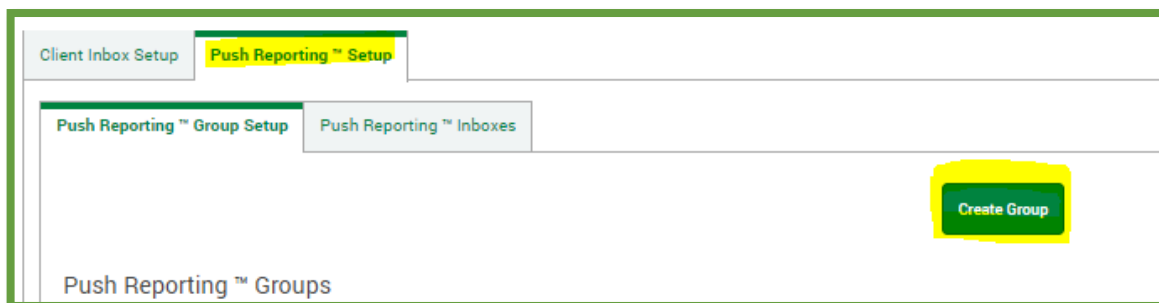 Client Inbox Setup
Push Reporting ™ Setup
Push Reporting ™ Group Setup
Push Reporting ™ Inboxes
Create Group
Push Reporting ™ Groups